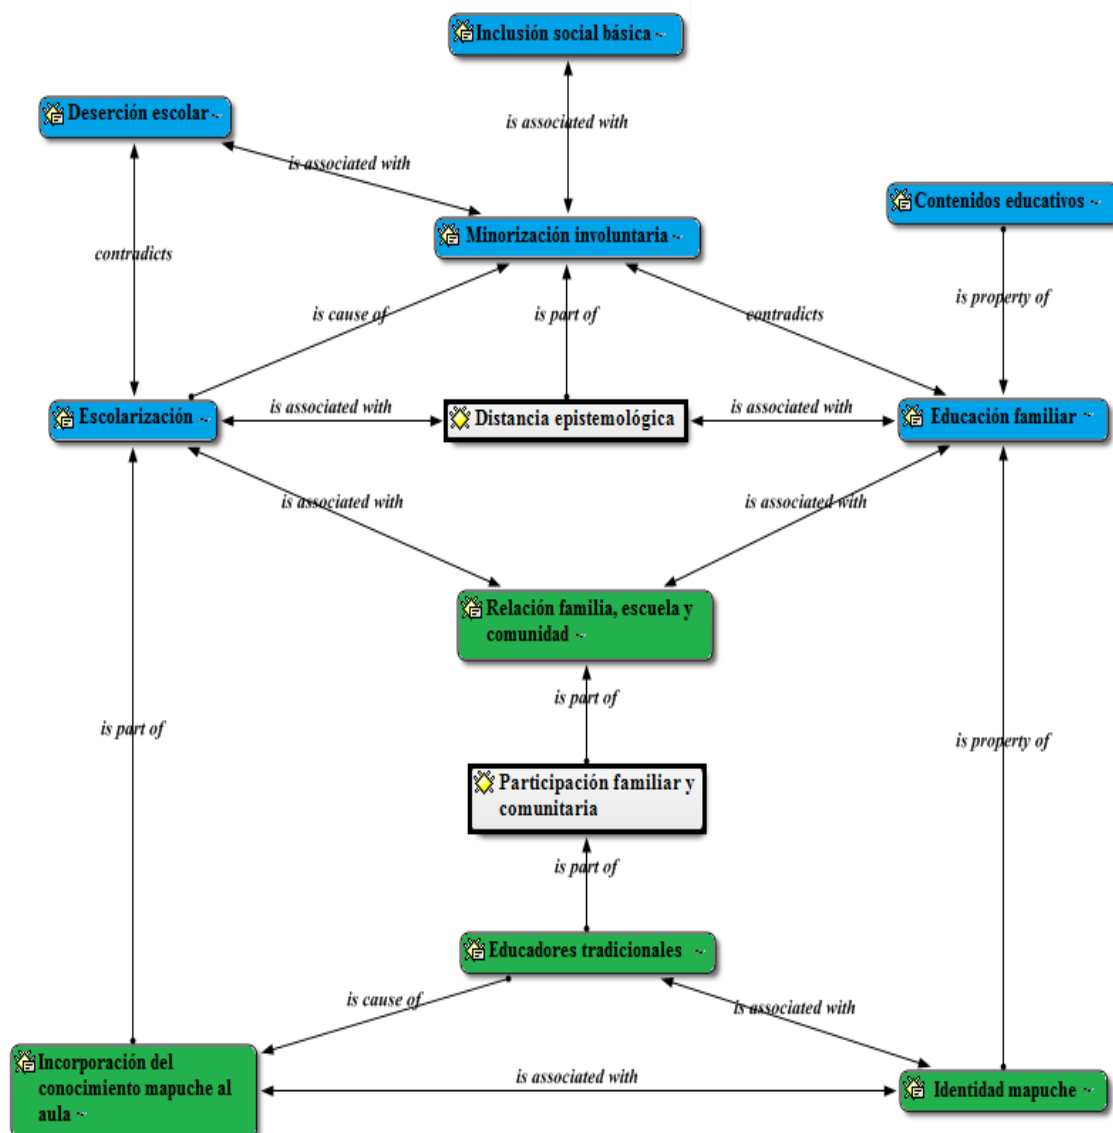 Inclusión social básica ~
is associated with
Deserción escolar ~
is associated with
Contenidos educativos ~
Minorización involuntaria ~
contradicts
is property of
is cause of
is part of
contradicts
Escolarización ~
is associated with
Distancia epistemológica
is associated with
Educación familiar ~
is associated with
is associated with
Relación familia, escuela y
comunidad ~
is part of
is part of
is property of
Participación familiar y
comunitaria
is part of
Educadores tradicionales ~
is cause of
is associated with
Incorporación del
conocimiento mapuche al
aula ~
is associated with
Identidad mapuche ~